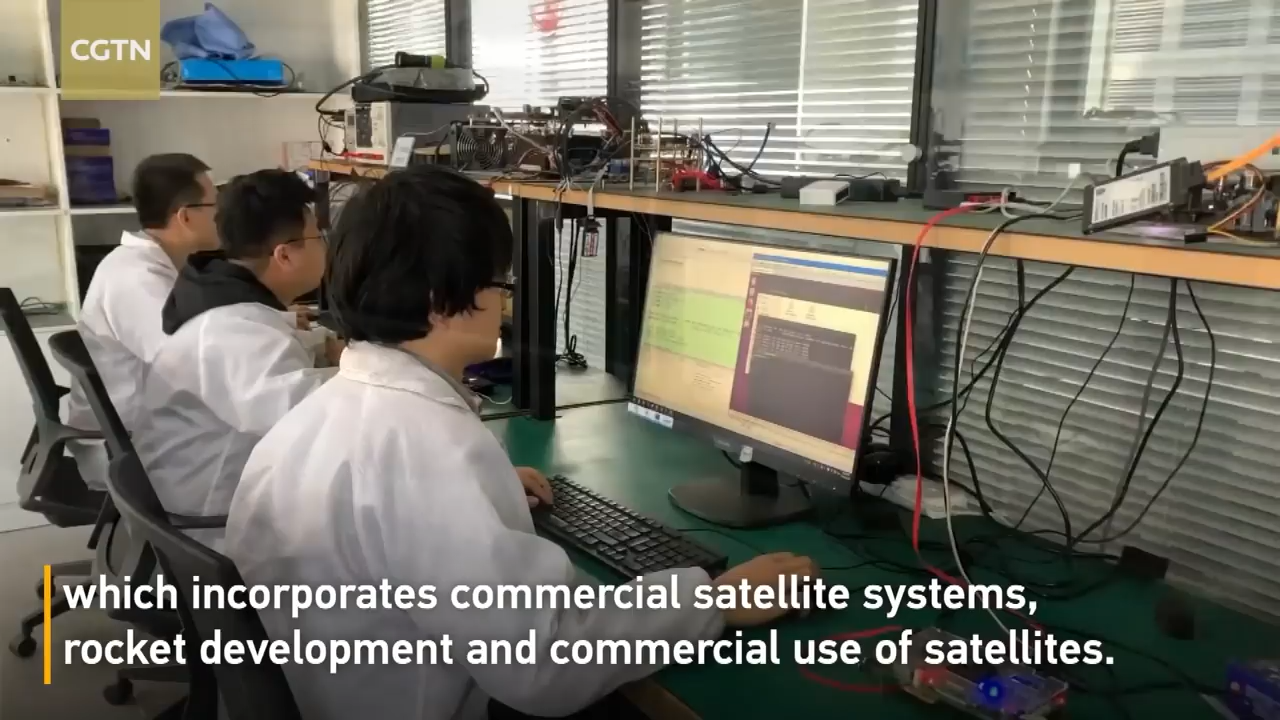 CGTN
which incorporates commercial satellite systems,
rocket development and commercial use of satellites.